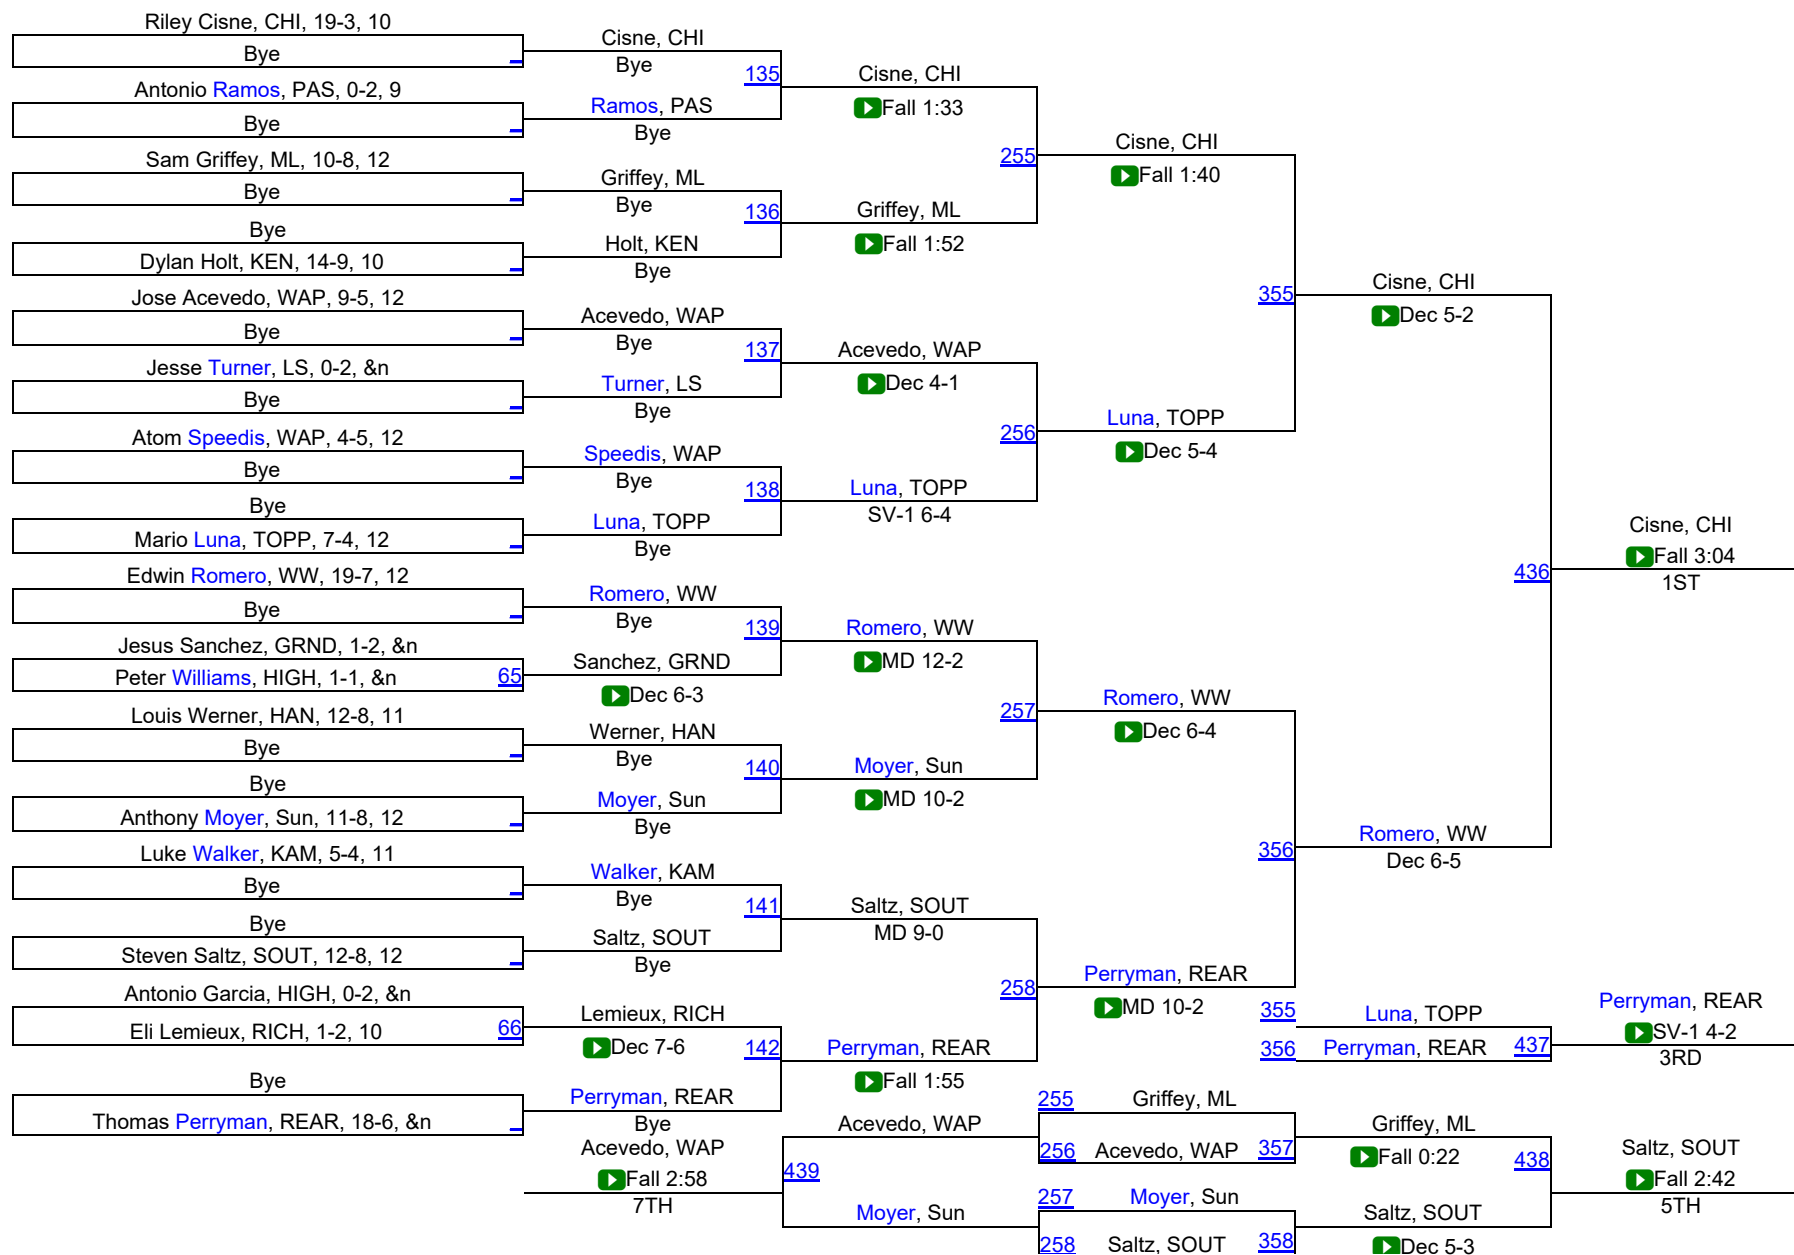 Riley Cisne, CHI, 19-3, 10
Bye
Antonio Ramos, PAS, 0-2, 9
Bye
Sam Griffey, ML, 10-8, 12
Bye
Bye
Dylan Holt, KEN, 14-9, 10
Jose Acevedo, WAP, 9-5, 12
Bye
Jesse Turner, LS, 0-2, &n
Bye
Atom Speedis, WAP, 4-5, 12
Bye
Bye
Mario Luna, TOPP, 7-4, 12
Edwin Romero, WW, 19-7, 12
Bye
Jesus Sanchez, GRND, 1-2, &n
Peter Williams, HIGH, 1-1, &n
65
Louis Werner, HAN, 12-8, 11
Bye
Bye
Anthony Moyer, Sun, 11-8, 12
Luke Walker, KAM, 5-4, 11
Bye
Bye
Steven Saltz, SOUT, 12-8, 12
Antonio Garcia, HIGH, 0-2, &n
Eli Lemieux, RICH, 1-2, 10
66
Bye
Thomas Perryman, REAR, 18-6, &n
Cisne, CHI
Bye
135
Ramos, PAS
Bye
Griffey, ML
Bye
136
Holt, KEN
Bye
Acevedo, WAP
Bye
137
Turner, LS
Bye
Speedis, WAP
Bye
138
Luna, TOPP
Bye
Romero, WW
Bye
139
Sanchez, GRND
Dec 6-3
Werner, HAN
Bye
140
Moyer, Sun
Bye
Walker, KAM
Bye
141
Saltz, SOUT
Bye
Lemieux, RICH
Dec 7-6
142
Perryman, REAR
Bye
Acevedo, WAP
Fall 2:58
7TH
Cisne, CHI
Fall 1:33
255
Griffey, ML
Fall 1:52
Acevedo, WAP
Dec 4-1
256
Luna, TOPP
SV-1 6-4
Romero, WW
MD 12-2
257
Moyer, Sun
MD 10-2
Saltz, SOUT
MD 9-0
258
Perryman, REAR
Fall 1:55
Acevedo, WAP
439
Moyer, Sun
Cisne, CHI
Fall 1:40
355
Luna, TOPP
Dec 5-4
Romero, WW
Dec 6-4
356
Perryman, REAR
MD 10-2
255
Griffey, ML
256
Acevedo, WAP
357
257
Moyer, Sun
258
Saltz, SOUT
358
Cisne, CHI
Dec 5-2
436
Romero, WW
Dec 6-5
355
Luna, TOPP
356
Perryman, REAR
437
Griffey, ML
Fall 0:22
438
Saltz, SOUT
Dec 5-3
Cisne, CHI
Fall 3:04
1ST
Perryman, REAR
SV-1 4-2
3RD
Saltz, SOUT
Fall 2:42
5TH